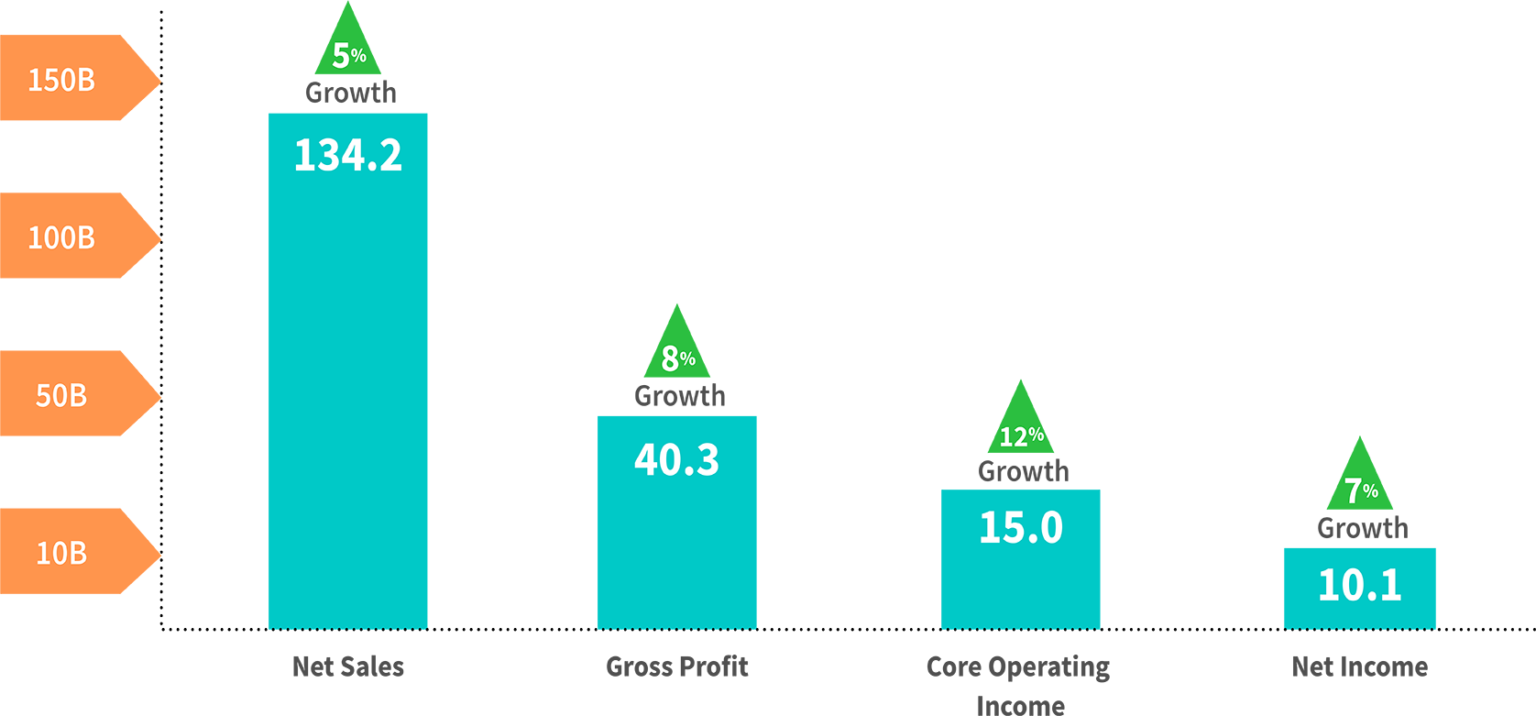 150B
100B
50B
10B
5%
Growth
134.2
8%
Growth
40.3
12%
Growth
15.0
7%
Growth
10.1
Net Sales
Gross Profit
Core Operating
Income
Net Income